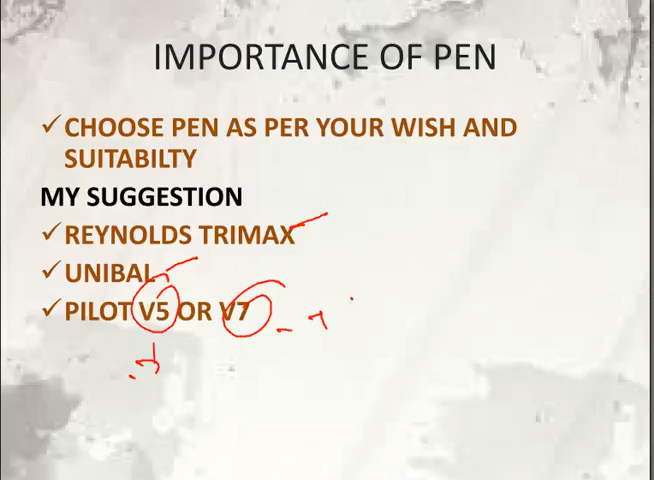 IMPORTANCE OF PEN
✓CHOOSE PEN AS PER YOUR WISH AND
SUITABILTY
MY SUGGESTION
✓REYNOLDS TRIMAX
✓UNIBAL
✓PILOT V5 OR V7